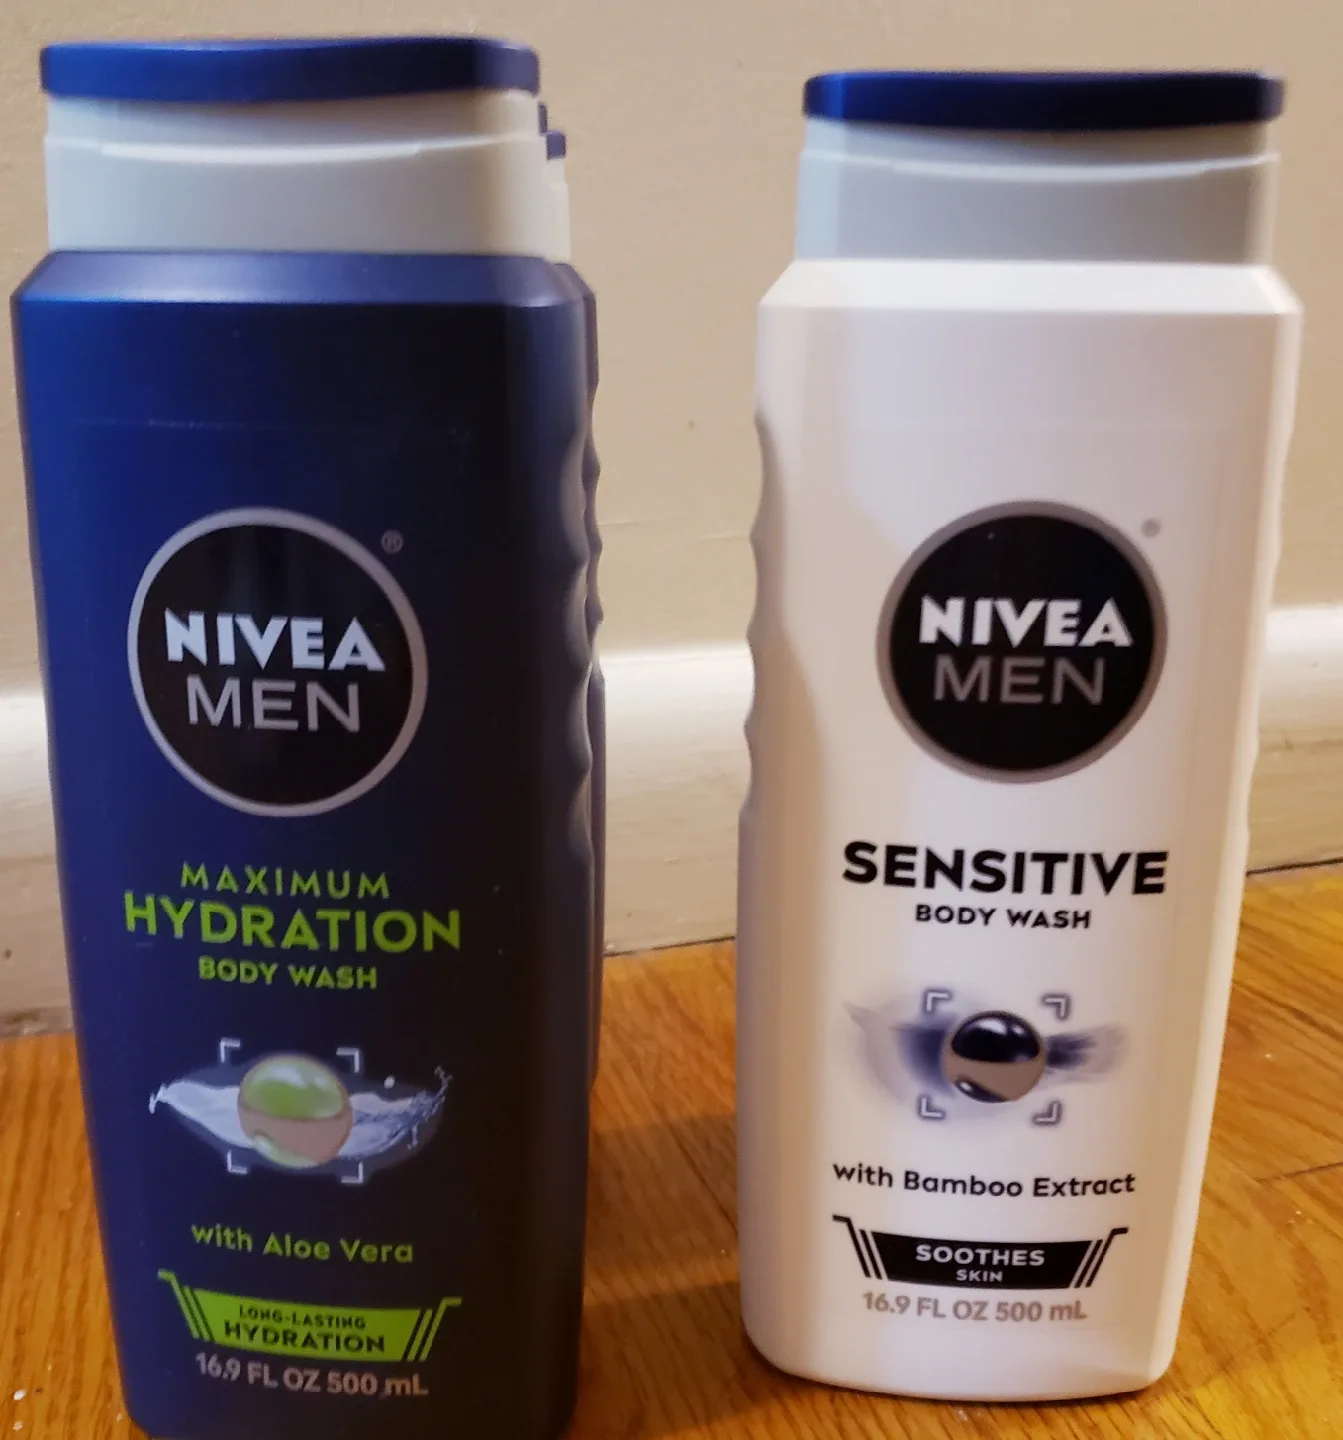 NIVEA
MEN
®
MAXIMUM
HYDRATION
BODY WASH
with Aloe Vera
LONG-LASTING
HYDRATION
16.9 FL OZ 500 mL
NIVEA
MEN
SENSITIVE
BODY WASH
with Bamboo Extract
SOOTHES
SKIN
16.9 FL OZ 500 mL